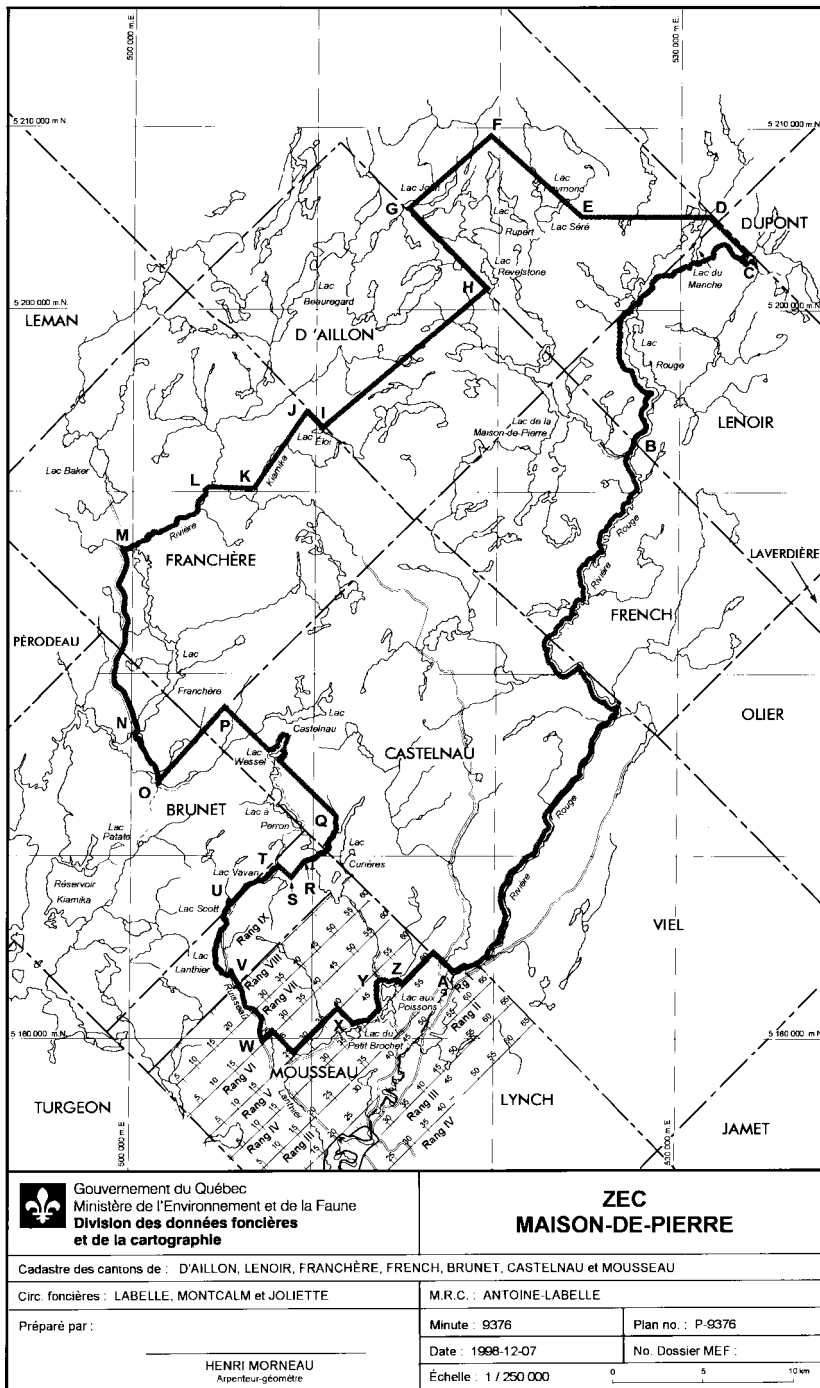 500 000 m.E.
530 000 m.E.
5 210 000 m.N.
5 210 000 m.N.
F
Lac
Raymond
Lac John
G
E
D
DUPONT
Lac
Rupert
Lac Séré
Lac
Revelstone
C
Lac du
Manche
H
Lac
Beauregard
5 200 000 m.N.
5 200 000 m.N.
LEMAN
D'AILLON
Lac
Rouge
J
I
Lac
Éloi
Lac de la
Maison-de-Pierre
LENOIR
B
Lac Baker
L
K
Kiamika
Rivière
Rouge
Rivière
M
FRANCHÈRE
LAVERDIÈRE
FRENCH
PÉRODEAU
Lac
Franchère
N
P
Lac
Castelnau
OLIER
Lac
Wessel
CASTELNAU
O
BRUNET
Rouge
Rivière
Lac à
Perron
Q
Lac
Patate
Lac
Curières
Réservoir
Kiamika
T
Lac Vavan
S
R
U
Lac Scott
VIEL
Rang IX
Rang VIII
Rang VII
Lac
Lanthier
V
Ruisseau
Y
Z
A
Rg I
Rang II
Lac aux
Poissons
5 160 000 m.N.
5 160 000 m.N.
W
X
Lac du
Petit Brochet
MOUSSEAU
Rang VI
Rang V
Rang IV
Rang III
Lanthier
Rang III
Rang IV
TURGEON
LYNCH
JAMET
500 000 m.E.
530 000 m.E.
Gouvernement du Québec
Ministère de l'Environnement et de la Faune
Division des données foncières
et de la cartographie
ZEC
MAISON-DE-PIERRE
Cadastre des cantons de : D'AILLON, LENOIR, FRANCHÈRE, FRENCH, BRUNET, CASTELNAU et MOUSSEAU
Circ. foncières : LABELLE, MONTCALM et JOLIETTE
M.R.C. : ANTOINE-LABELLE
Préparé par :
HENRI MORNEAU
Arpenteur-géomètre
Minute : 9376
Plan no. : P-9376
Date : 1998-12-07
No. Dossier MEF :
Échelle : 1 / 250 000
0 5 10 km